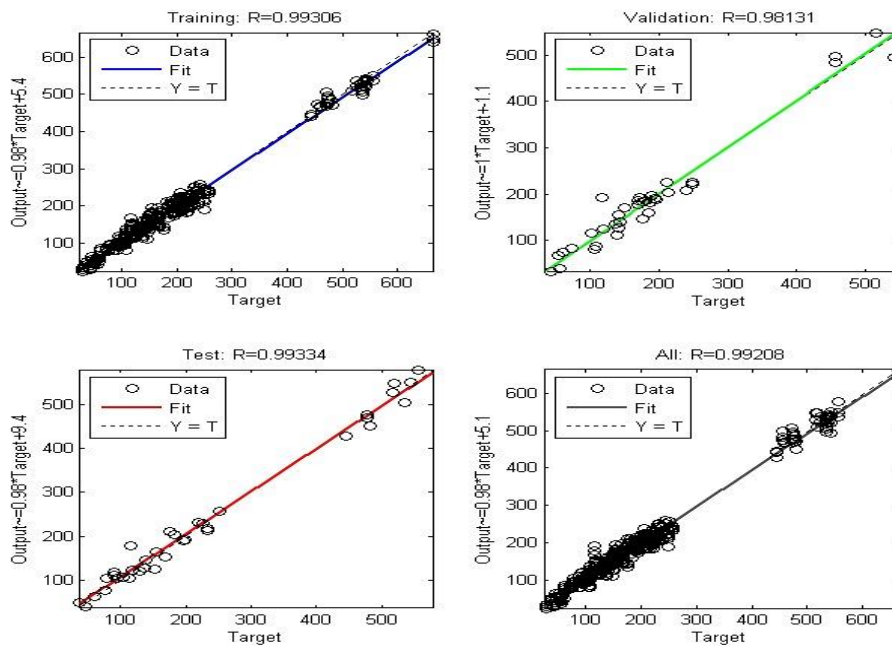 Training: R=0.99306
Output~=0.98*Target+5.4
Data
Fit
Y = T
600
500
400
300
200
100
100 200 300 400 500 600
Target
Validation: R=0.98131
Output~=1*Target+-1.1
Data
Fit
Y = T
500
400
300
200
100
100 200 300 400 500
Target
Test: R=0.99334
Output~=0.98*Target+9.4
Data
Fit
Y = T
500
400
300
200
100
100 200 300 400 500
Target
All: R=0.99208
Output~=0.98*Target+5.1
Data
Fit
Y = T
600
500
400
300
200
100
100 200 300 400 500 600
Target